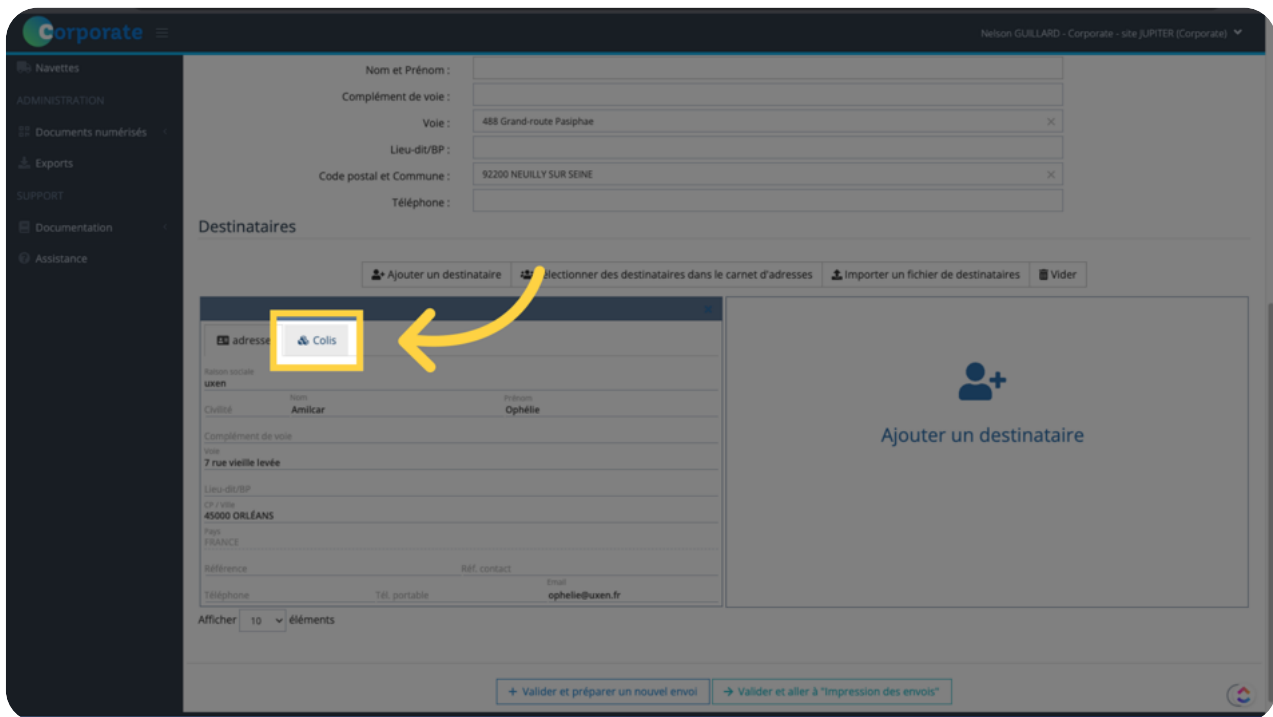 Corporate
Nelson GUILLARD - Corporate - site JUPITER (Corporate)
Navettes
ADMINISTRATION
Documents numérisés
Exports
SUPPORT
Documentation
Assistance
Nom et Prénom :
Complément de voie :
Voie : 488 Grand-route Pasiphae
Lieu-dit/BP :
Code postal et Commune : 92200 NEUILLY SUR SEINE
Téléphone :
Destinataires
Ajouter un destinataire électionner des destinataires dans le carnet d'adresses Importer un fichier de destinataires Vider
adresse Colis
Raison sociale
uxen
Nom Prénom
Civilité Amilcar Ophélie
Complément de voie
Voie
7 rue vieille levée
Lieu-dit/BP
CP / Ville
45000 ORLÉANS
Pays
FRANCE
Référence Réf. contact
Email
Téléphone Tél. portable ophelie@uxen.fr
Ajouter un destinataire
Afficher 10 éléments
+ Valider et préparer un nouvel envoi → Valider et aller à "Impression des envois"